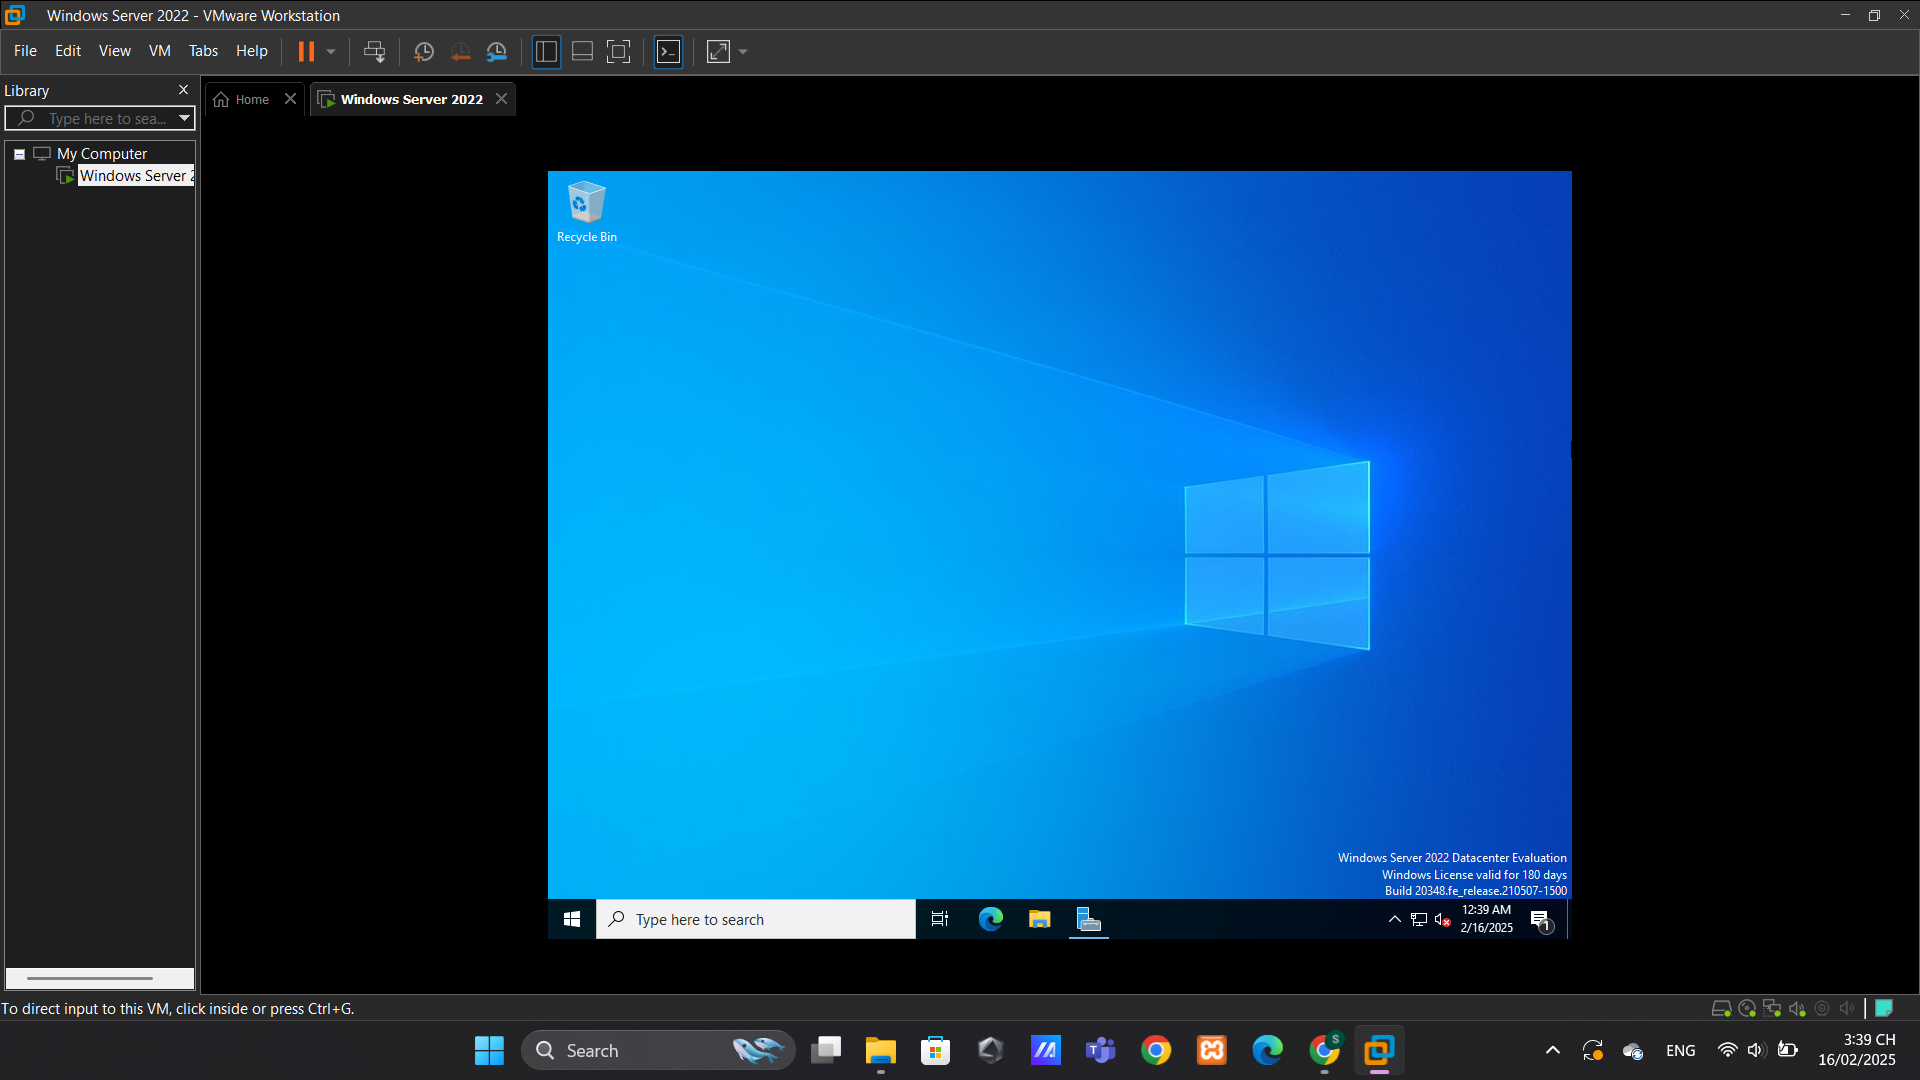 Windows Server 2022 - VMware Workstation
File Edit View VM Tabs Help
Library
Home
Windows Server 2022
Type here to sea...
My Computer
Windows Server 2
Recycle Bin
Windows Server 2022 Datacenter Evaluation
Windows License valid for 180 days
Build 20348.fe_release.210507-1500
Type here to search
12:39 AM
2/16/2025
1
To direct input to this VM, click inside or press Ctrl+G.
Search
S
ENG
3:39 CH
16/02/2025